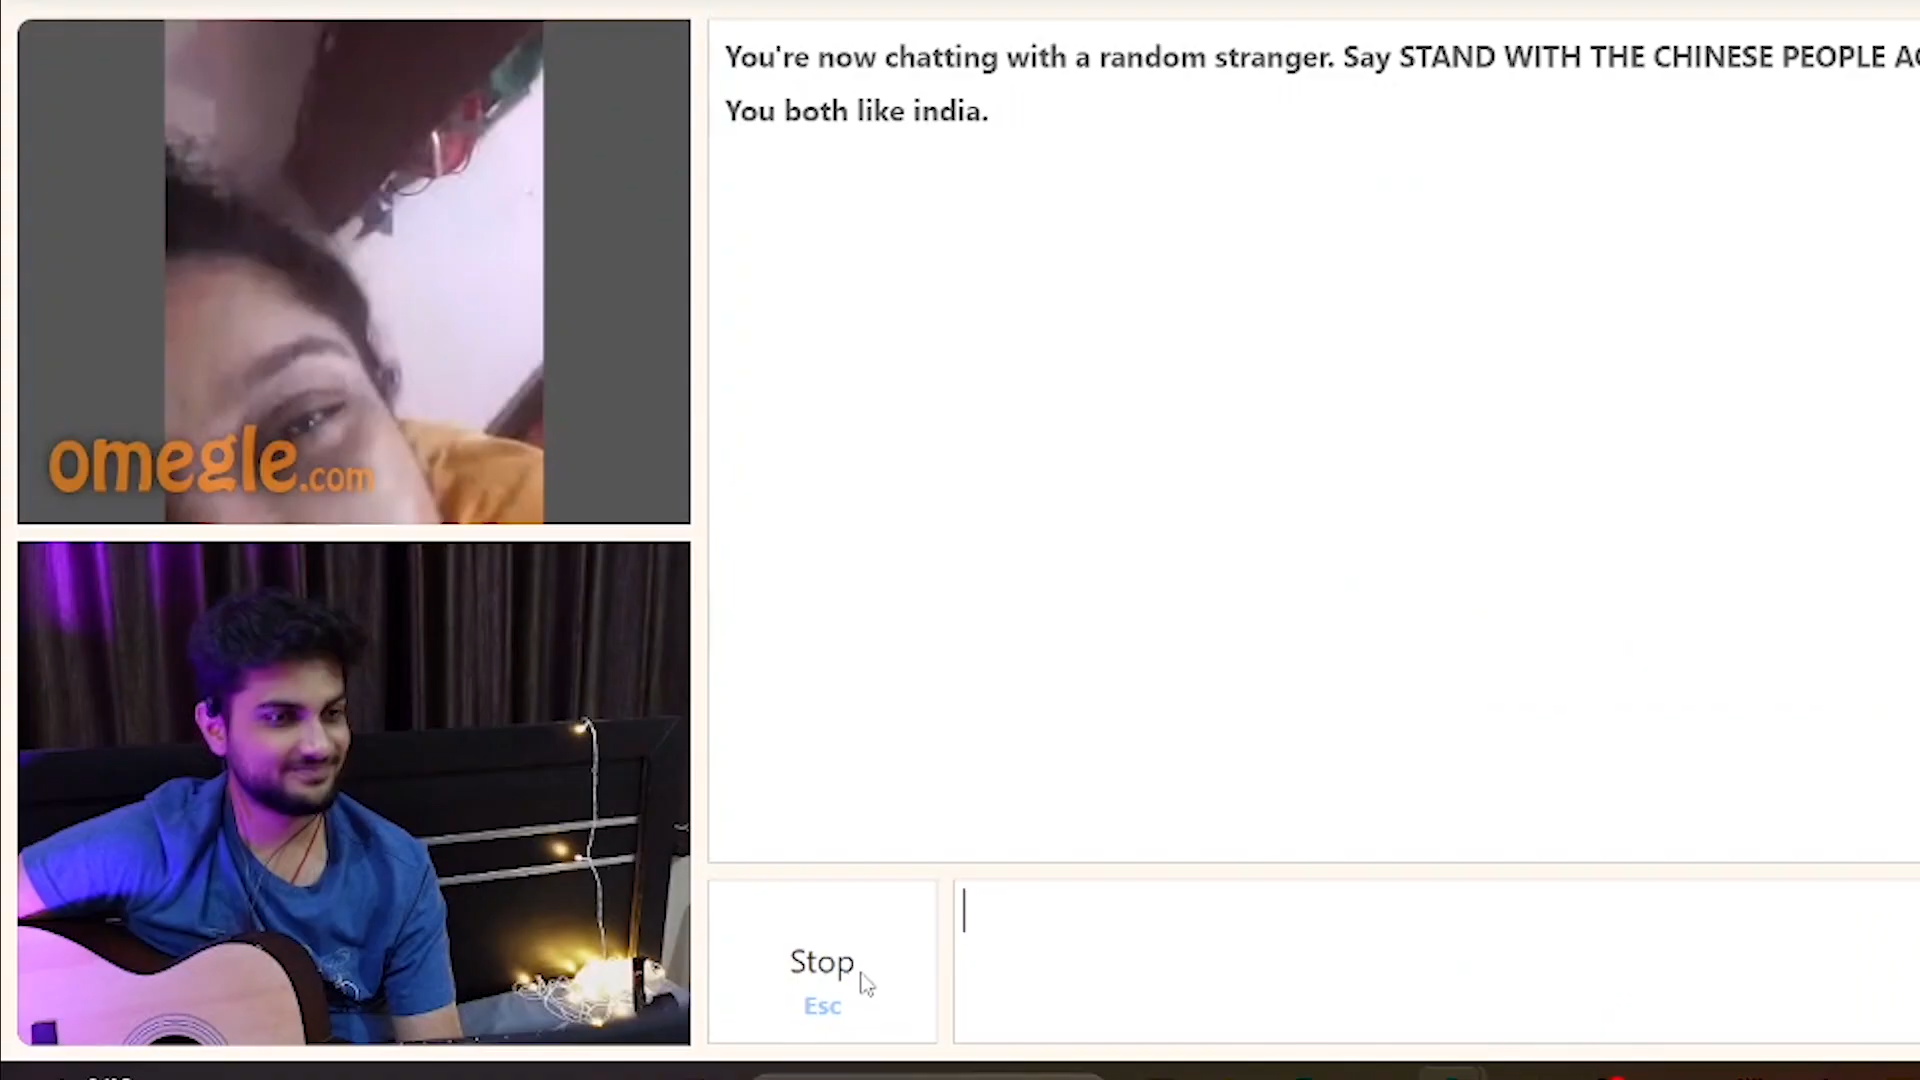 You're now chatting with a random stranger. Say STAND WITH THE CHINESE PEOPLE
You both like india.
omegle.com
Stop
Esc